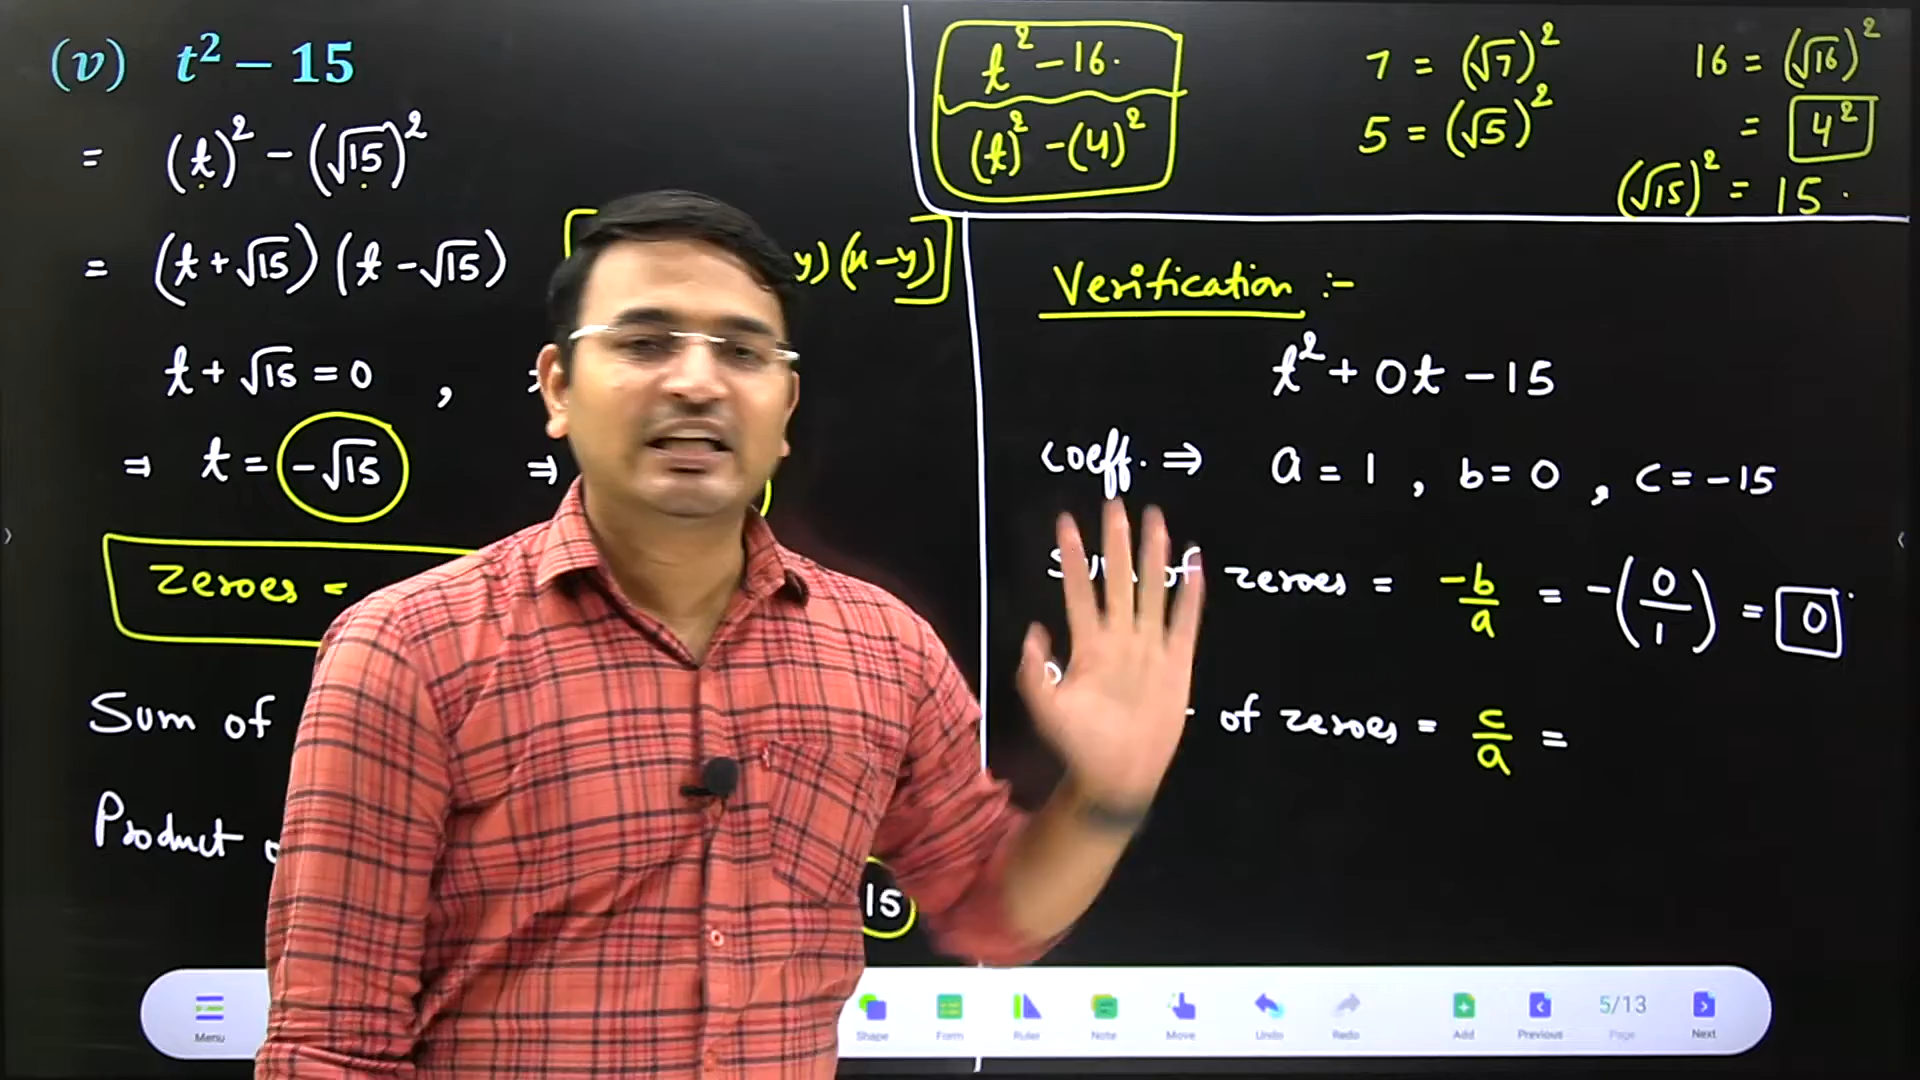 (v) t² − 15
= (t)² − (√15)²
= (t + √15) (t − √15)
y) (x − y)]
t + √15 = 0 ,
⇒ t = −√15 ⇒
zeroes =
Sum of
Product
15
t² − 16.
(t)² − (4)²
7 = (√7)²
5 = (√5)²
16 = (√16)²
= 4²
(√15)² = 15.
Verification :-
t² + 0t − 15
coeff. ⇒ a = 1 , b = 0 , c = −15
Sum of zeroes = -b/a = -(0/1) = 0
of zeroes = c/a =
Menu Shape Form Ruler Note Move Undo Redo Add Previous 5/13 Page Next